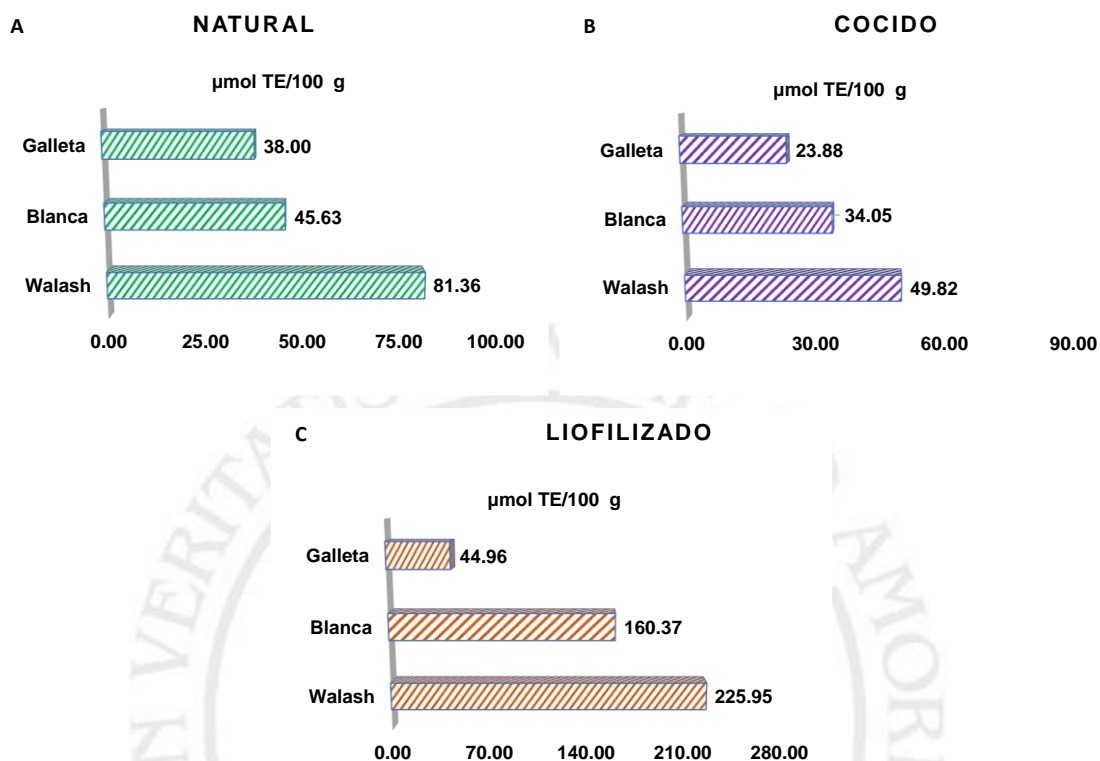 A NATURAL
µmol TE/100 g
Galleta 38.00
Blanca 45.63
Walash 81.36
0.00 25.00 50.00 75.00 100.00
B COCIDO
µmol TE/100 g
Galleta 23.88
Blanca 34.05
Walash 49.82
0.00 30.00 60.00 90.00
C LIOFILIZADO
µmol TE/100 g
Galleta 44.96
Blanca 160.37
Walash 225.95
0.00 70.00 140.00 210.00 280.00